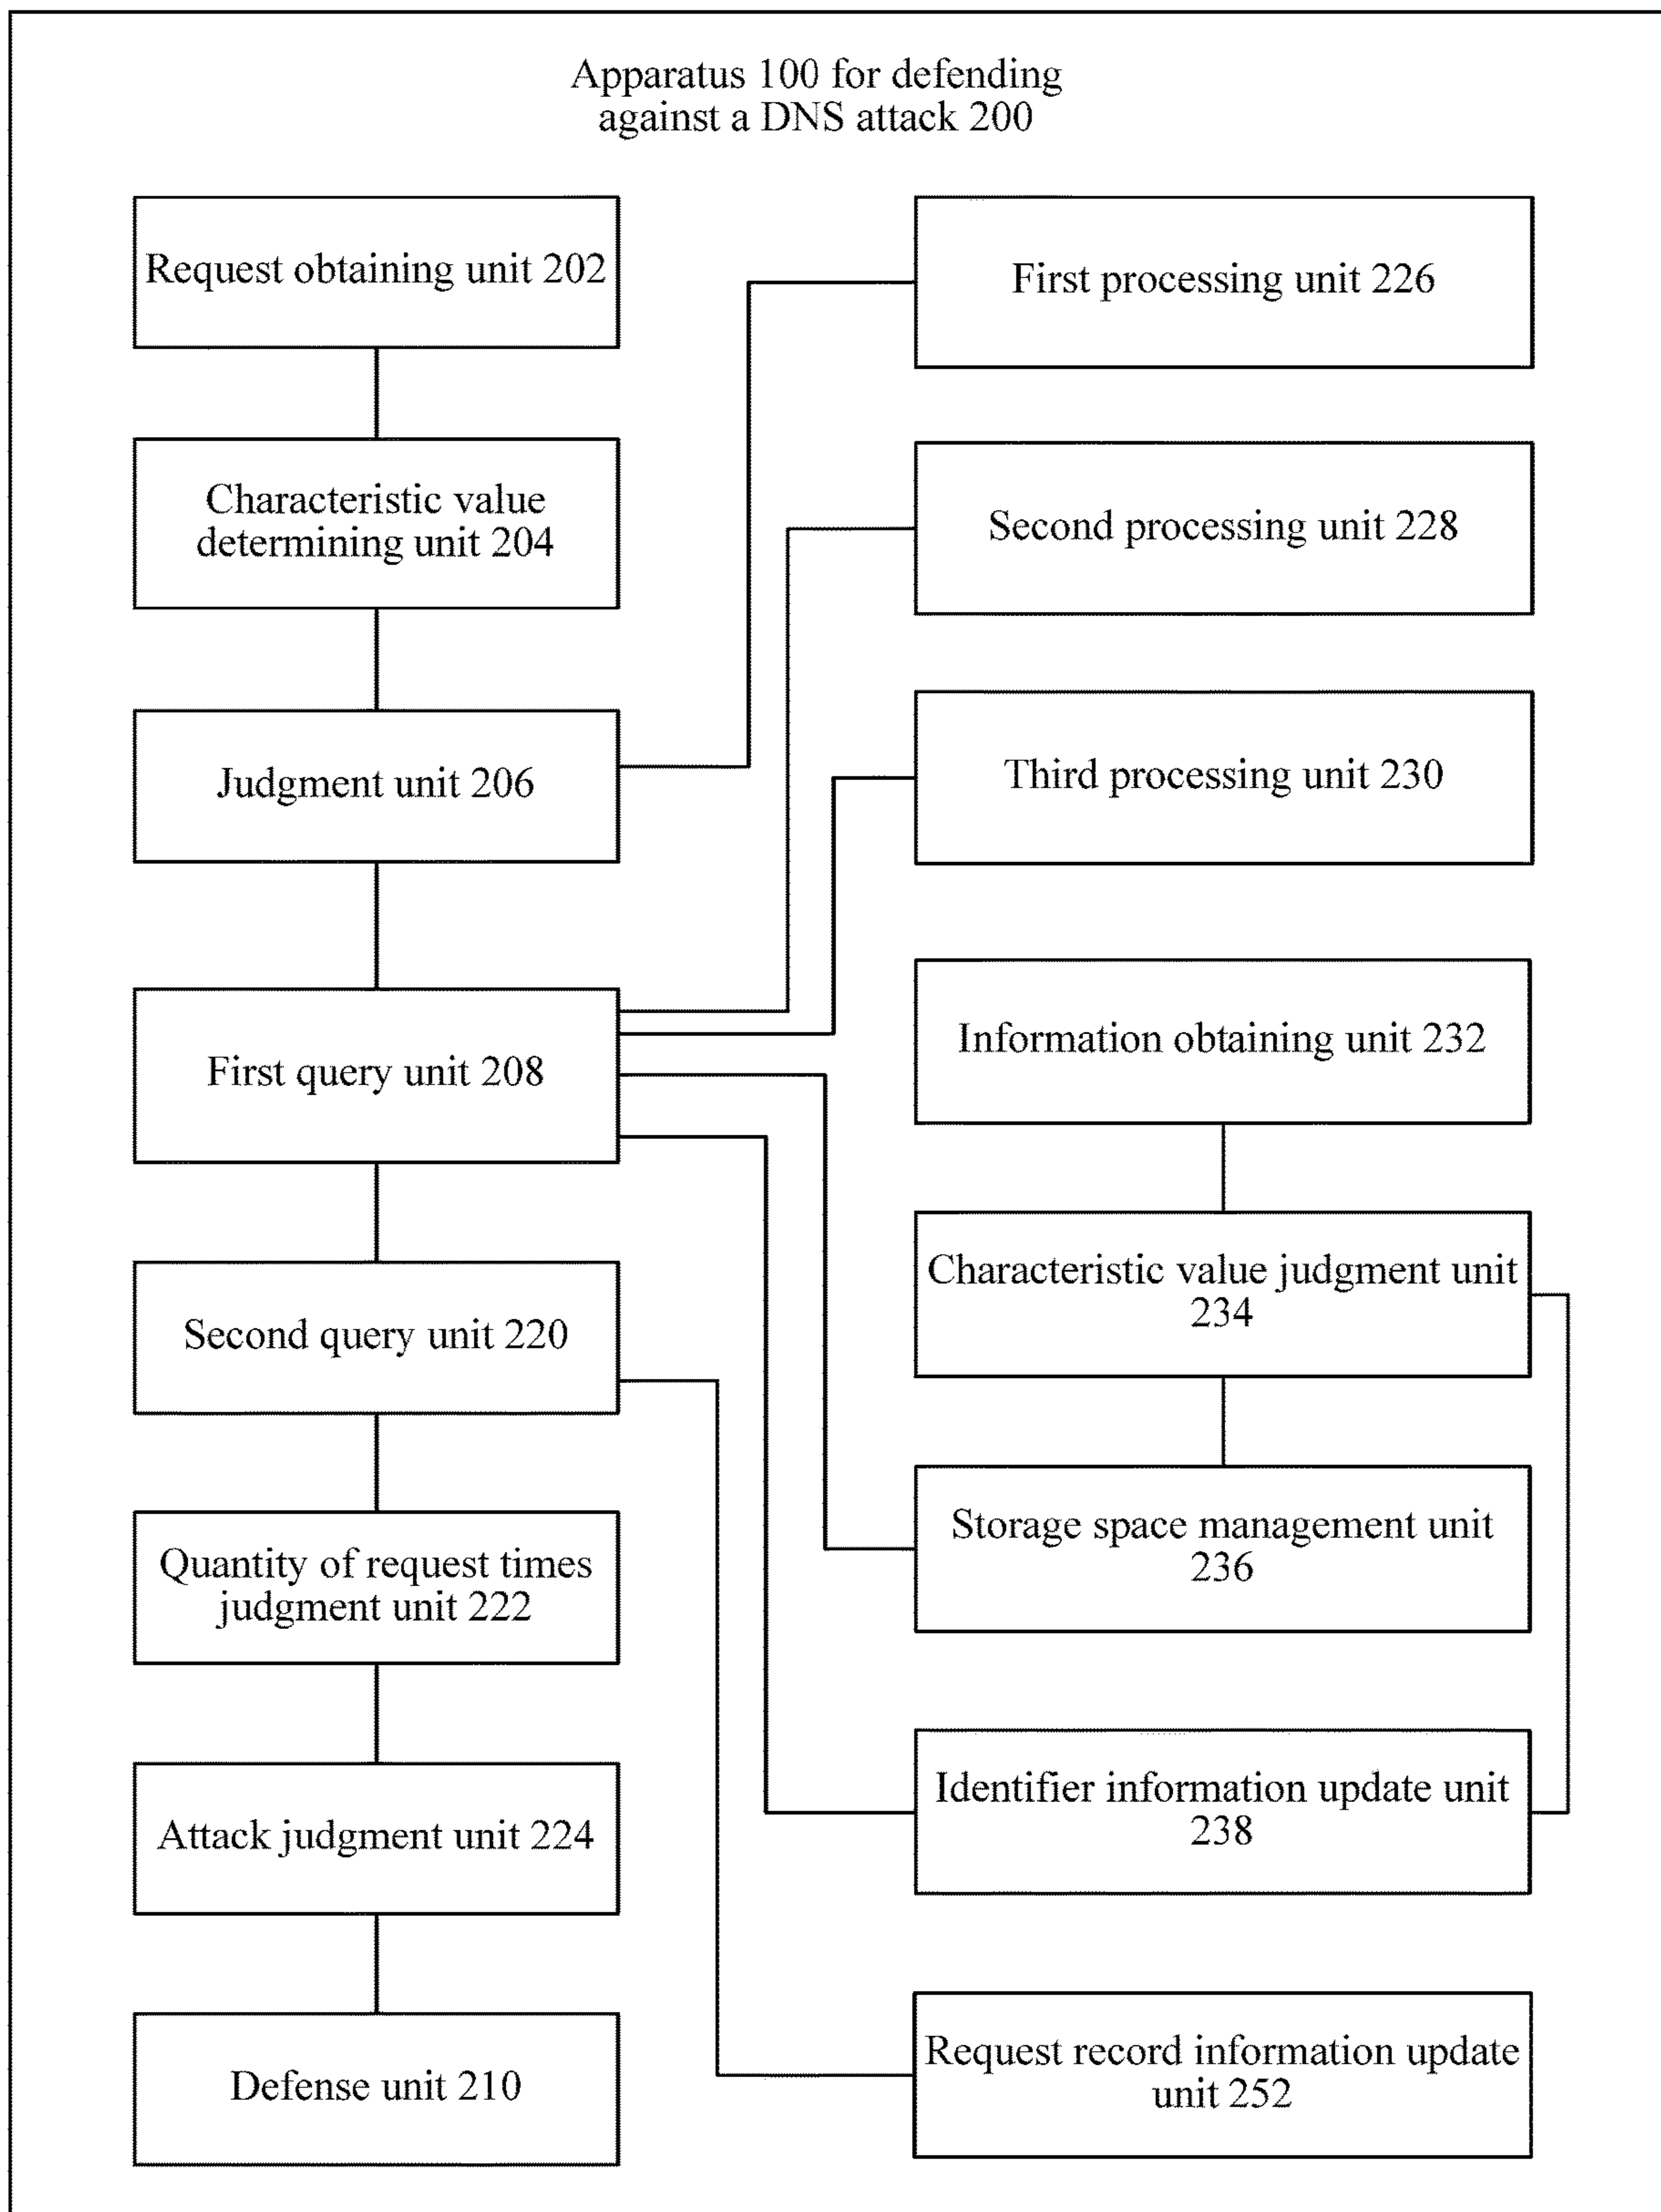 Apparatus 100 for defending
against a DNS attack 200
Request obtaining unit 202
Characteristic value
determining unit 204
Judgment unit 206
First query unit 208
Second query unit 220
Quantity of request times
judgment unit 222
Attack judgment unit 224
Defense unit 210
First processing unit 226
Second processing unit 228
Third processing unit 230
Information obtaining unit 232
Characteristic value judgment unit
234
Storage space management unit
236
Identifier information update unit
238
Request record information update
unit 252